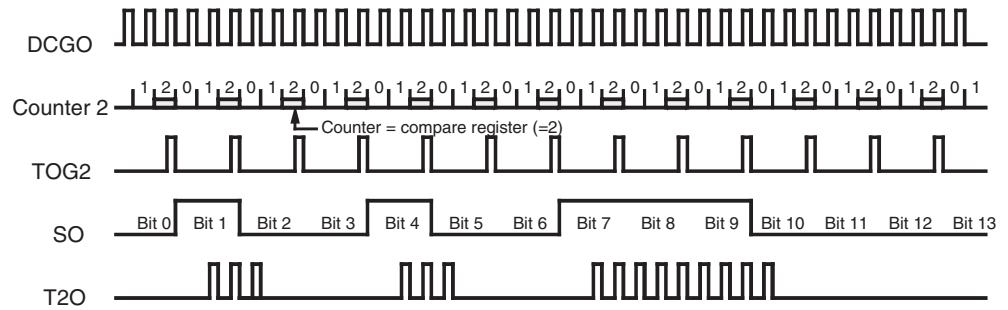 DCGO
1 2 0 1 2 0 1 2 0 1 2 0 1 2 0 1 2 0 1 2 0 1 2 0 1 2 0 1 2 0 1 2 0 1 2 0 1 2 0 1
Counter 2
Counter = compare register (=2)
TOG2
SO
Bit 0 Bit 1 Bit 2 Bit 3 Bit 4 Bit 5 Bit 6 Bit 7 Bit 8 Bit 9 Bit 10 Bit 11 Bit 12 Bit 13
T2O